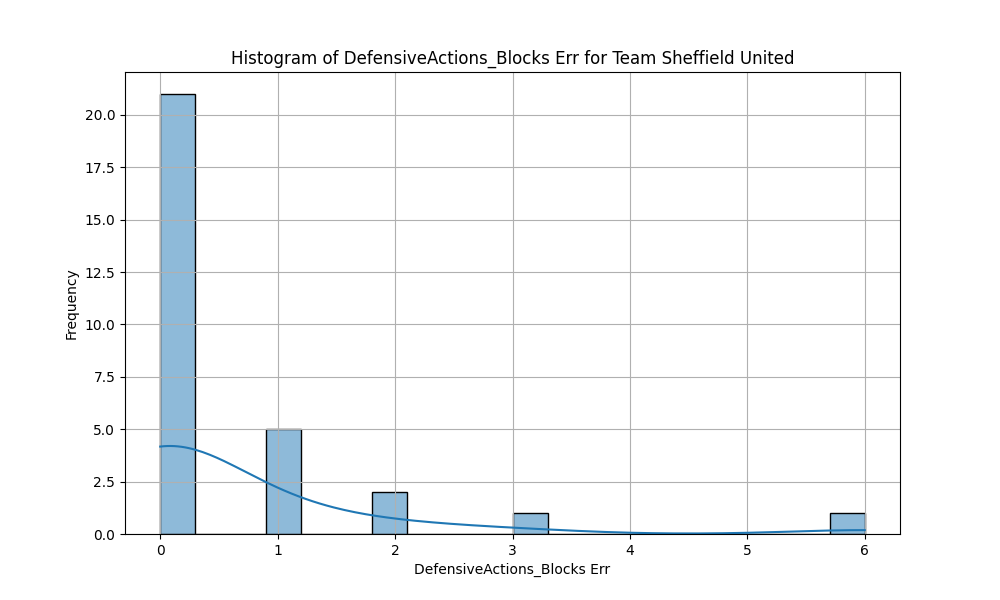 Histogram of DefensiveActions_Blocks Err for Team Sheffield United
20.0
17.5
15.0
12.5
10.0
7.5
5.0
2.5
0.0
Frequency
0 1 2 3 4 5 6
DefensiveActions_Blocks Err